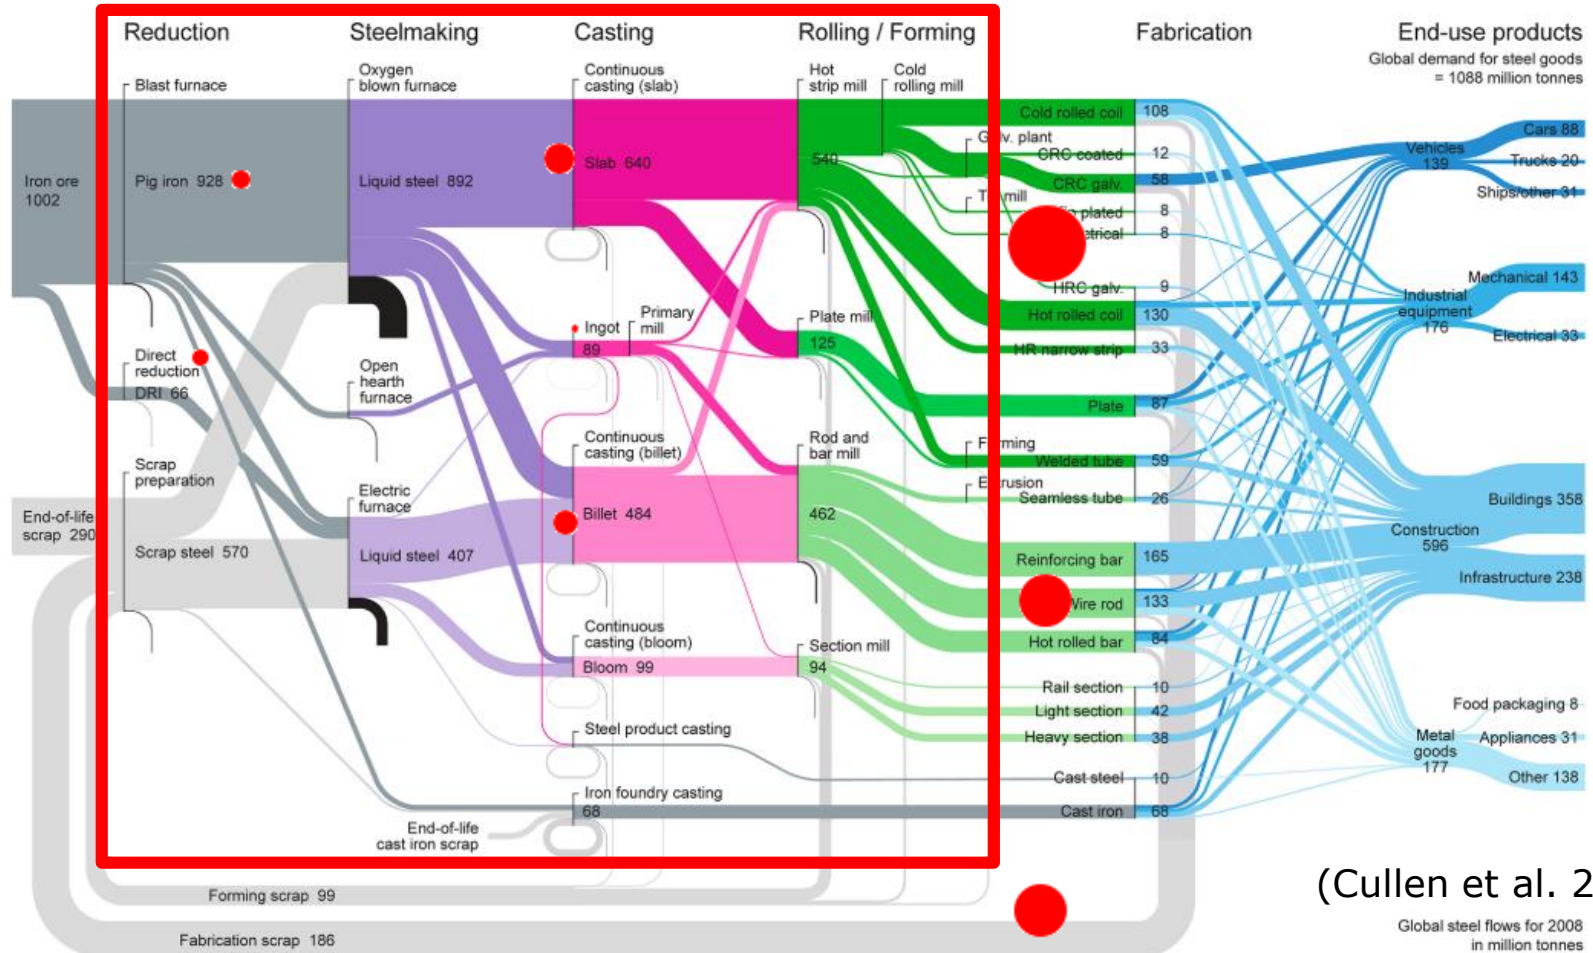 Reduction
Steelmaking
Casting
Rolling / Forming
Fabrication
End-use products
Global demand for steel goods
= 1088 million tonnes
Blast furnace
Oxygen
blown furnace
Continuous
casting (slab)
Hot
strip mill
Cold
rolling mill
Iron ore
1002
Pig iron 928
Liquid steel 892
Slab 640
540
Galv. plant
mill
Cold rolled coil
108
CRC coated
12
CRC galv.
58
plated
8
8
HRC galv.
9
Hot rolled coil
130
HR narrow strip
33
Direct
reduction
DRI 66
Open
hearth
furnace
Ingot
89
Primary
mill
Plate mill
125
Plate
87
Scrap
preparation
End-of-life
scrap 290
Scrap steel 570
Electric
furnace
Liquid steel 407
Continuous
casting (billet)
Billet 484
Rod and
bar mill
462
Forming
Welded tube
59
Extrusion
Seamless tube
26
Reinforcing bar
165
Wire rod
133
Hot rolled bar
84
Continuous
casting (bloom)
Bloom 99
Section mill
94
Rail section
10
Light section
42
Heavy section
38
Steel product casting
Cast steel
10
Iron foundry casting
68
Cast iron
68
End-of-life
cast iron scrap
Forming scrap 99
Fabrication scrap 186
Vehicles
139
Cars 88
Trucks 20
Ships/other 31
Industrial
equipment
176
Mechanical 143
Electrical 33
Construction
596
Buildings 358
Infrastructure 238
Metal
goods
177
Food packaging 8
Appliances 31
Other 138
(Cullen et al. 2
Global steel flows for 2008
in million tonnes